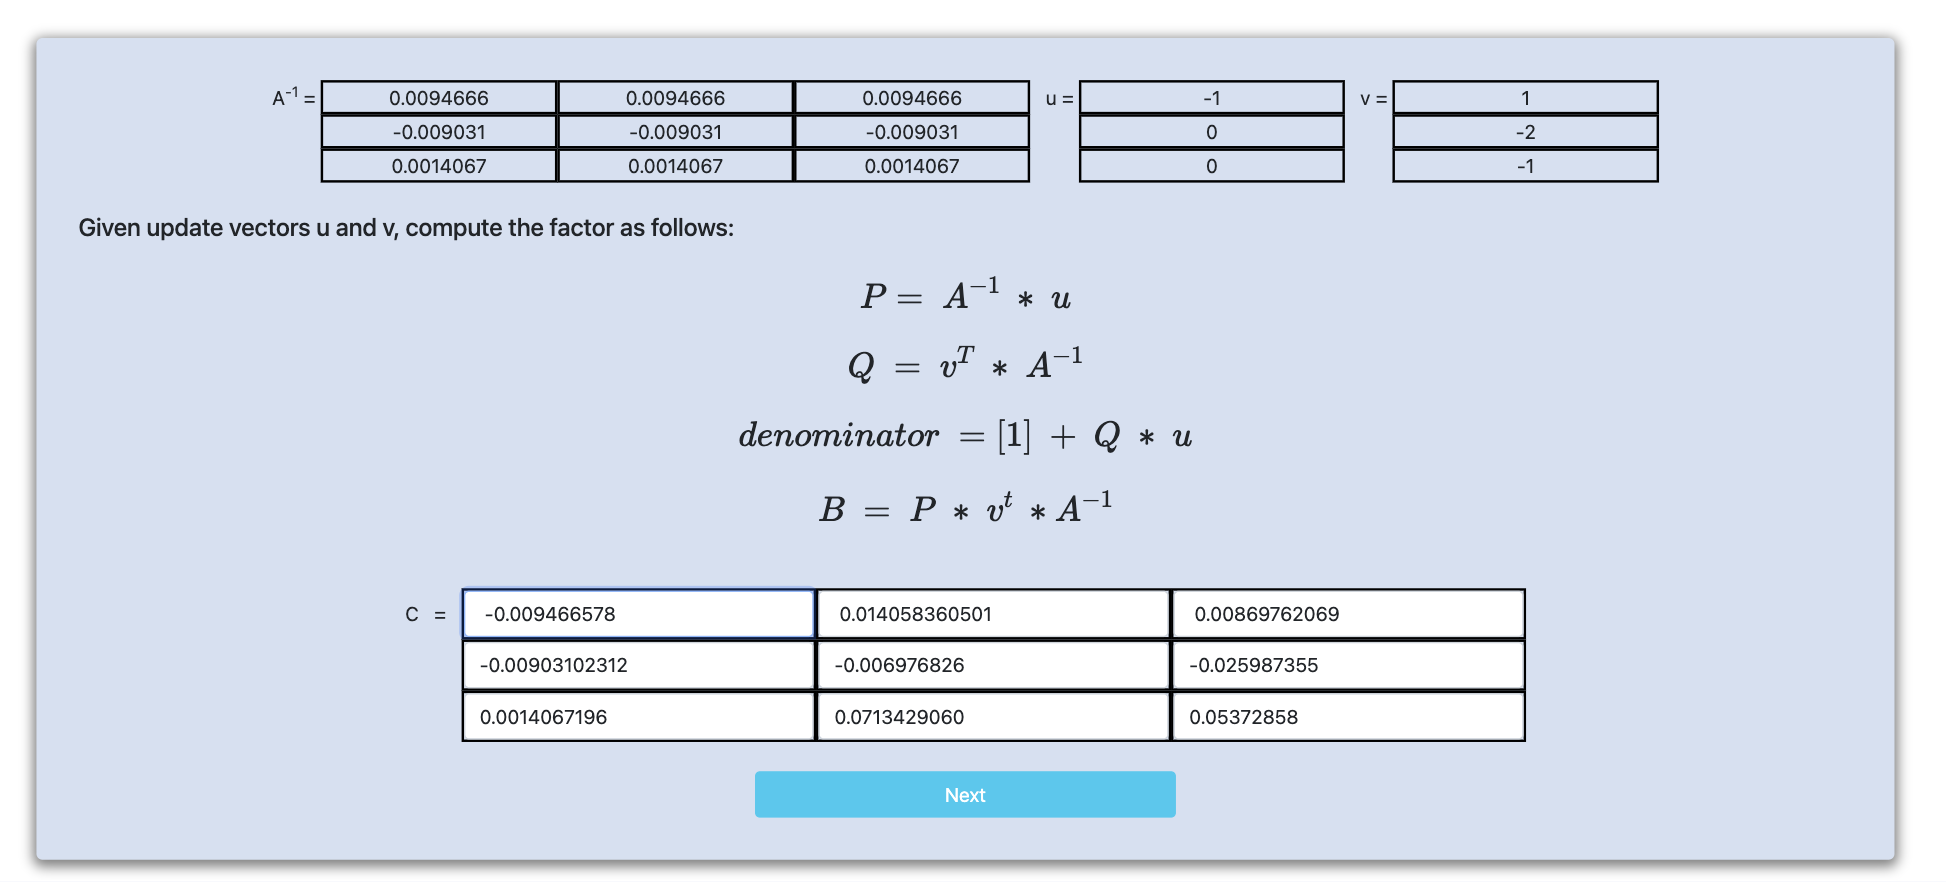 A⁻¹ = 0.0094666 0.0094666 0.0094666 u = -1 v = 1
-0.009031 -0.009031 -0.009031 0 -2
0.0014067 0.0014067 0.0014067 0 -1
Given update vectors u and v, compute the factor as follows:
P = A⁻¹ * u
Q = vᵀ * A⁻¹
denominator = [1] + Q * u
B = P * vᵗ * A⁻¹
C = -0.009466578 0.014058360501 0.00869762069
-0.00903102312 -0.006976826 -0.025987355
0.0014067196 0.0713429060 0.05372858
Next